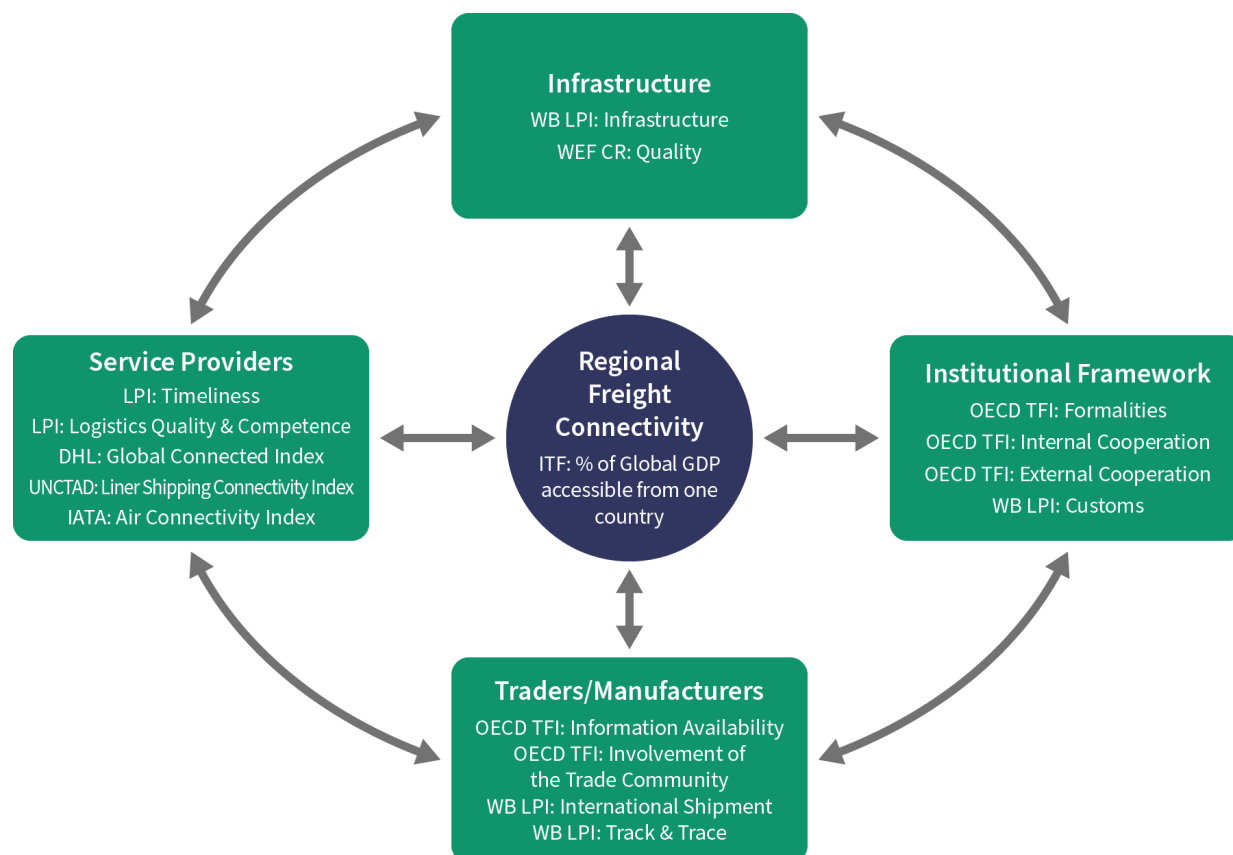 Infrastructure
WB LPI: Infrastructure
WEF CR: Quality
Service Providers
LPI: Timeliness
LPI: Logistics Quality & Competence
DHL: Global Connected Index
UNCTAD: Liner Shipping Connectivity Index
IATA: Air Connectivity Index
Regional
Freight
Connectivity
ITF: % of Global GDP
accessible from one
country
Institutional Framework
OECD TFI: Formalities
OECD TFI: Internal Cooperation
OECD TFI: External Cooperation
WB LPI: Customs
Traders/Manufacturers
OECD TFI: Information Availability
OECD TFI: Involvement of
the Trade Community
WB LPI: International Shipment
WB LPI: Track & Trace